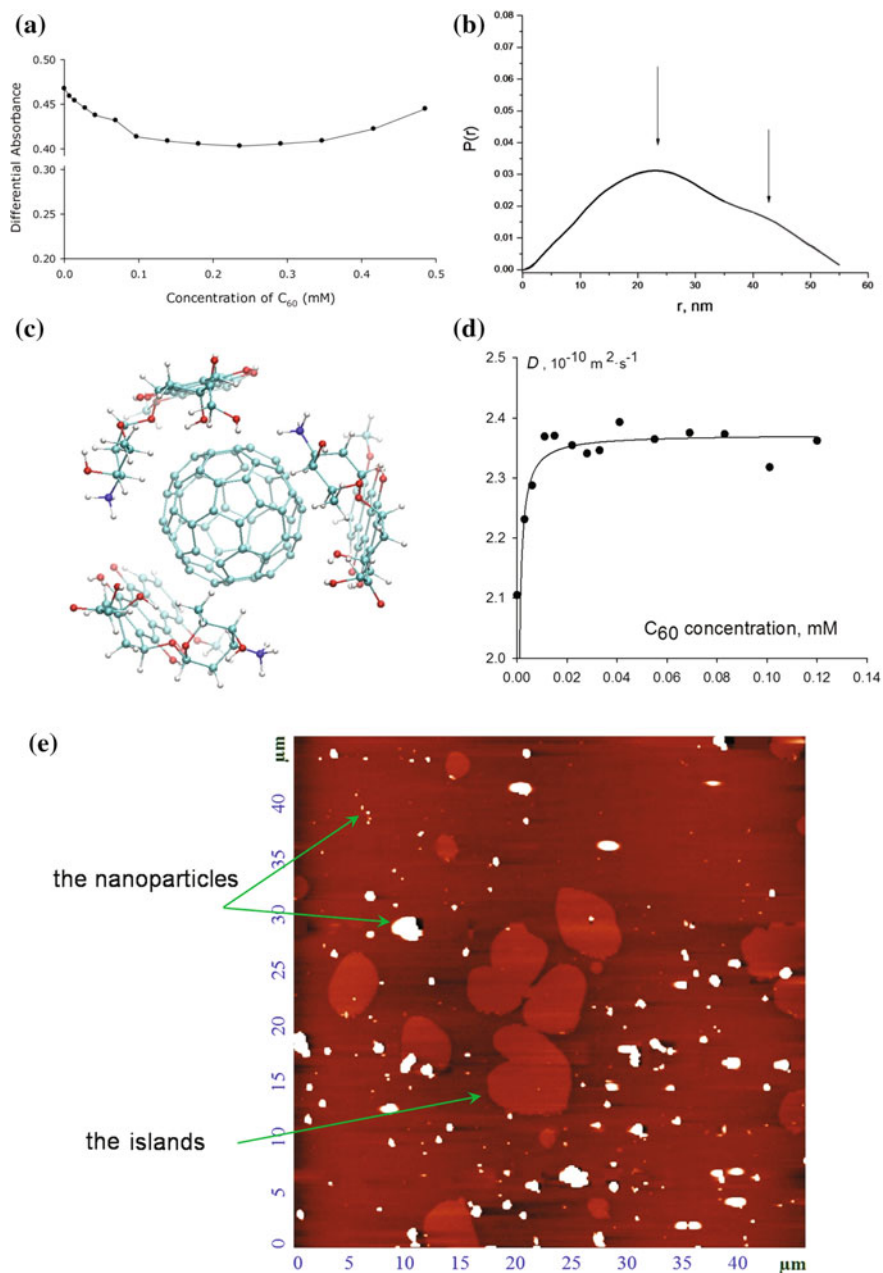 (a)
0.50
0.45
0.40
0.30
0.25
0.20
Differential Absorbance
0.0 0.1 0.2 0.3 0.4 0.5
Concentration of C60 (mM)
(b)
0.08
0.07
0.06
0.05
0.04
0.03
0.02
0.01
0.00
P(r)
0 10 20 30 40 50 60
r, nm
(c)
(d)
2.5
2.4
2.3
2.2
2.1
2.0
D , 10⁻¹⁰ m²·s⁻¹
C60 concentration, mM
0.00 0.02 0.04 0.06 0.08 0.10 0.12 0.14
(e)
µm
40
35
30
25
20
15
10
5
0
the nanoparticles
the islands
0 5 10 15 20 25 30 35 40 µm